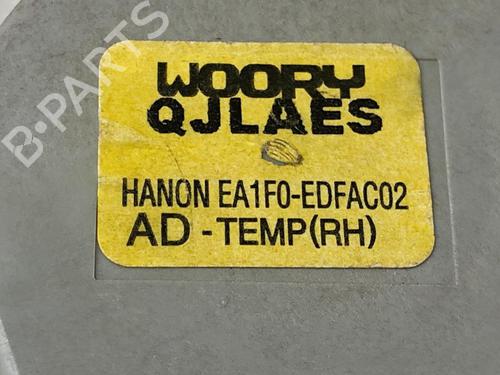 B-PARTS
WOORY
QJLAES
HANON EA1F0-EDFAC02
AD - TEMP(RH)